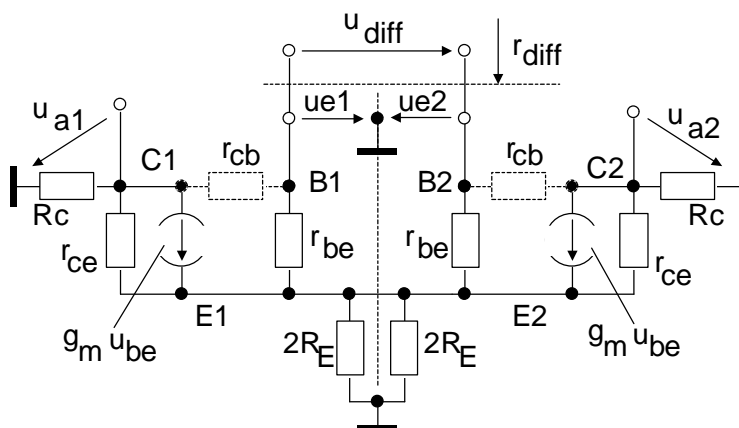 u diff
r diff
ue1 ue2
u a1
u a2
C1 r cb B1 B2 r cb C2
Rc Rc
r ce r be r be r ce
E1 E2
g m u be 2R E 2R E g m u be